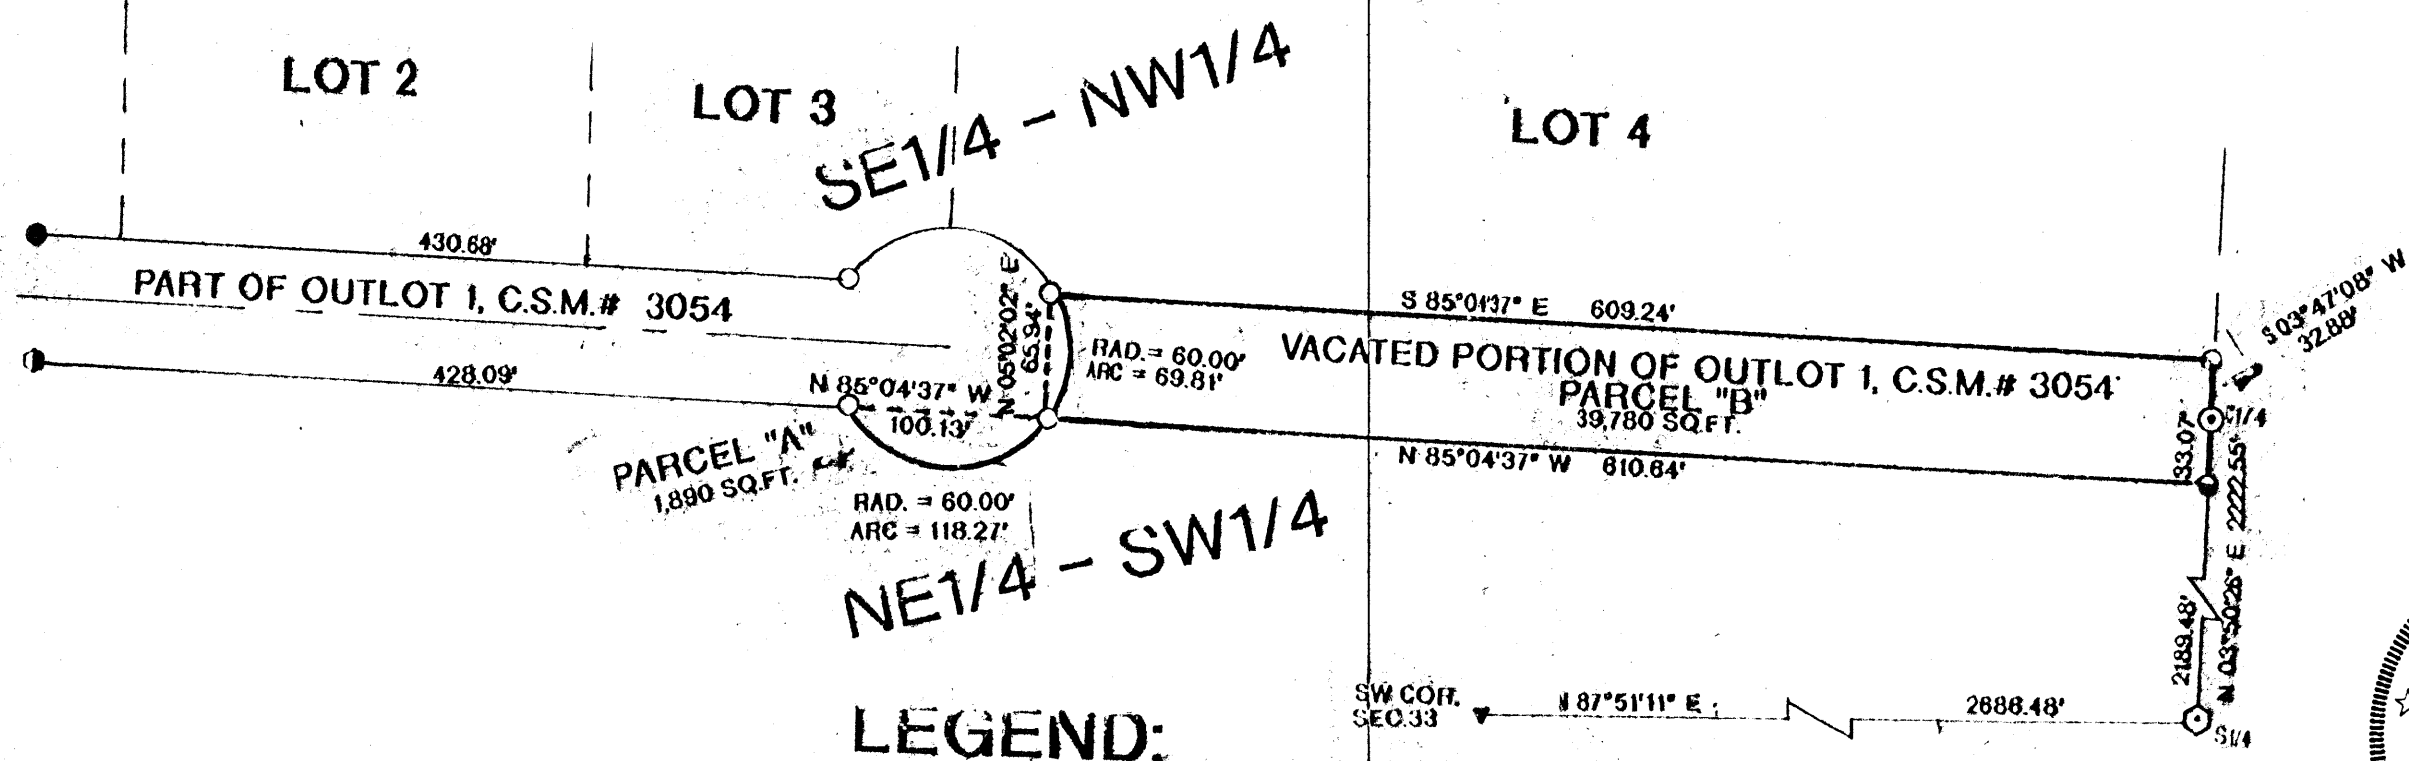 LOT 2
LOT 3
SE1/4 - NW1/4
LOT 4
430.68'
PART OF OUTLOT 1, C.S.M.# 3054
428.09'
N 05°02'02" E
65.94'
S 85°01'37" E 609.24'
S 03°47'08" W
32.88'
RAD. = 60.00'
ARC = 69.81'
VACATED PORTION OF OUTLOT 1, C.S.M.# 3054
PARCEL "B"
39,780 SQ.FT.
N 85°04'37" W
100.13'
PARCEL "A"
1,890 SQ.FT.
N 85°04'37" W 610.64'
33.07'
C1/4
RAD. = 60.00'
ARC = 118.27'
NE1/4 - SW1/4
2189.48'
N 03°50'26" E 2222.55'
SW COR.
SEC.33
N 87°51'11" E
2686.48'
S1/4
LEGEND: